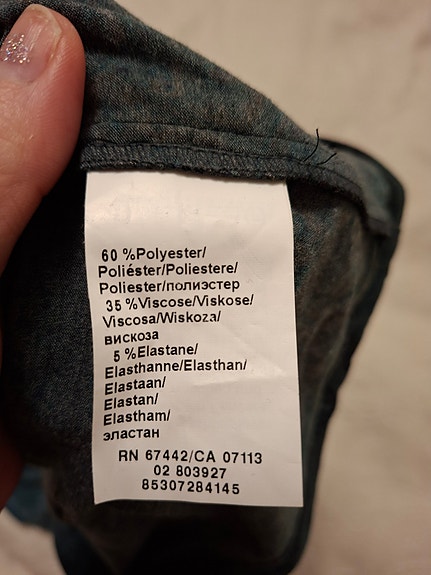 60 %Polyester/
Poliéster/Poliestere/
Poliester/полиэстер
35 %Viscose/Viskose/
Viscosa/Wiskoza/
вискоза
5 %Elastane/
Elasthanne/Elasthan/
Elastaan/
Elastan/
Elastham/
эластан
RN 67442/CA 07113
02 803927
85307284145